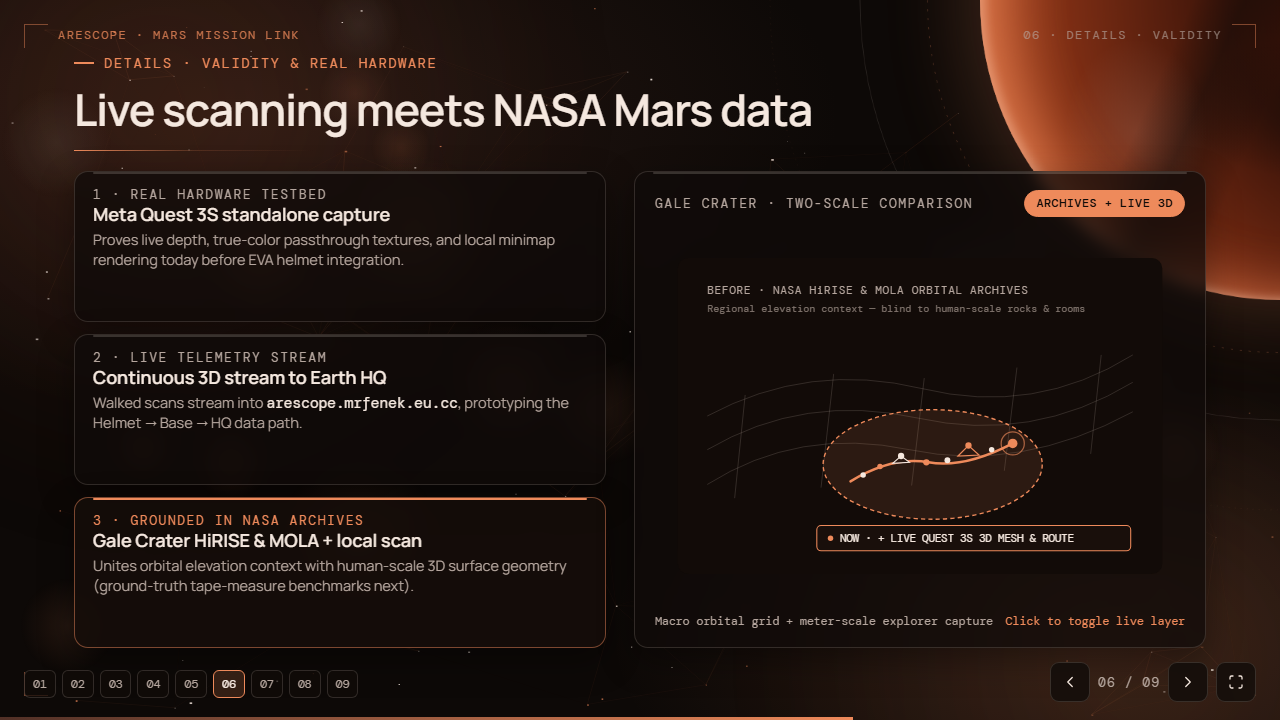 ARESCOPE · MARS MISSION LINK
06 · DETAILS · VALIDITY
DETAILS · VALIDITY & REAL HARDWARE
Live scanning meets NASA Mars data
1 · REAL HARDWARE TESTBED
Meta Quest 3S standalone capture
Proves live depth, true-color passthrough textures, and local minimap
rendering today before EVA helmet integration.
2 · LIVE TELEMETRY STREAM
Continuous 3D stream to Earth HQ
Walked scans stream into arescope.mrfenek.eu.cc, prototyping the
Helmet → Base → HQ data path.
3 · GROUNDED IN NASA ARCHIVES
Gale Crater HiRISE & MOLA + local scan
Unites orbital elevation context with human-scale 3D surface geometry
(ground-truth tape-measure benchmarks next).
GALE CRATER · TWO-SCALE COMPARISON
ARCHIVES + LIVE 3D
BEFORE · NASA HiRISE & MOLA ORBITAL ARCHIVES
Regional elevation context — blind to human-scale rocks & rooms
NOW · + LIVE QUEST 3S 3D MESH & ROUTE
Macro orbital grid + meter-scale explorer capture
Click to toggle live layer
01 02 03 04 05 06 07 08 09
06 / 09